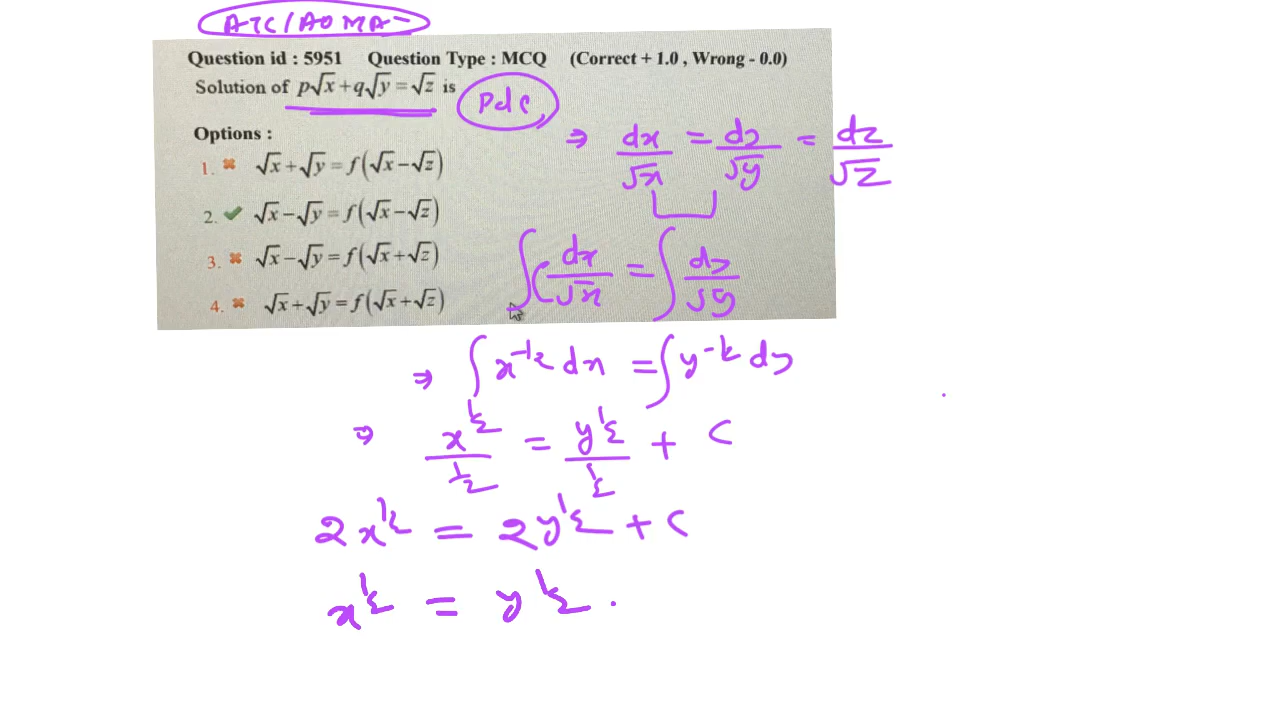 ATC/AOMAT
Question id : 5951 Question Type : MCQ (Correct + 1.0 , Wrong - 0.0)
Solution of p√x+q√y=√z is
pde
Options :
1. ✖ √x+√y=f(√x−√z)
2. ✔ √x−√y=f(√x−√z)
3. ✖ √x−√y=f(√x+√z)
4. ✖ √x+√y=f(√x+√z)
⇒ dx/√x = dy/√y = dz/√z
∫ dx/√x = ∫ dy/√y
⇒ ∫ x^-1/2 dx = ∫ y^-1/2 dy
⇒ x^1/2 / 1/2 = y^1/2 / 1/2 + C
2x^1/2 = 2y^1/2 + C
x^1/2 = y^1/2 .